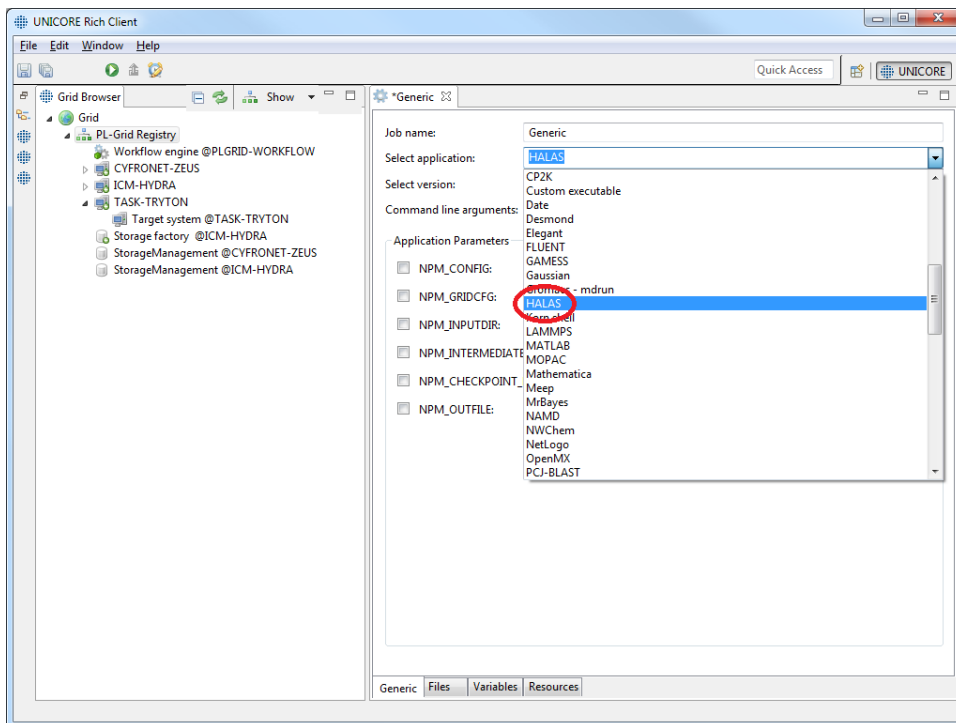 UNICORE Rich Client
File Edit Window Help
Quick Access
UNICORE
Grid Browser
Show
Grid
PL-Grid Registry
Workflow engine @PLGRID-WORKFLOW
CYFRONET-ZEUS
ICM-HYDRA
TASK-TRYTON
Target system @TASK-TRYTON
Storage factory @ICM-HYDRA
StorageManagement @CYFRONET-ZEUS
StorageManagement @ICM-HYDRA
*Generic
Job name: Generic
Select application: HALAS
Select version:
Command line arguments:
Application Parameters
NPM_CONFIG:
NPM_GRIDCFG:
NPM_INPUTDIR:
NPM_INTERMEDIATE
NPM_CHECKPOINT_
NPM_OUTFILE:
CP2K
Custom executable
Date
Desmond
Elegant
FLUENT
GAMESS
Gaussian
Gromacs - mdrun
HALAS
Korn shell
LAMMPS
MATLAB
MOPAC
Mathematica
Meep
MrBayes
NAMD
NWChem
NetLogo
OpenMX
PCJ-BLAST
Generic Files Variables Resources